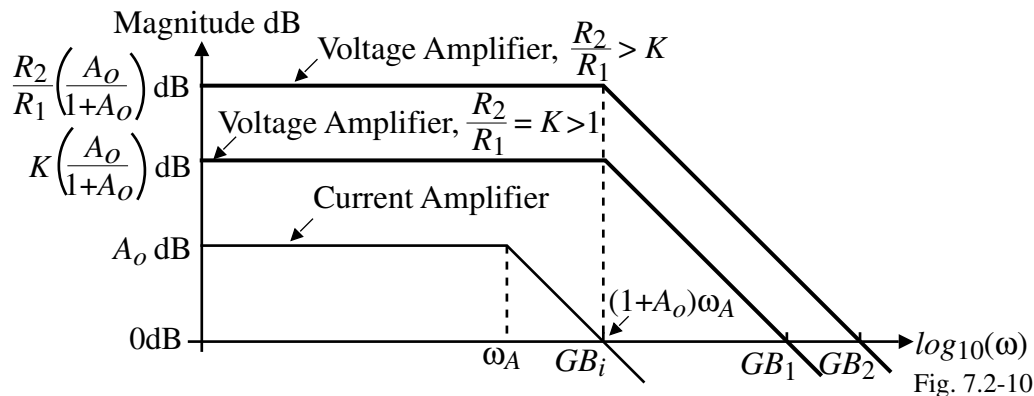 Magnitude dB
Voltage Amplifier, R2/R1 > K
R2/R1 (Ao/1+Ao) dB
Voltage Amplifier, R2/R1 = K >1
K (Ao/1+Ao) dB
Current Amplifier
Ao dB
(1+Ao)ωA
0dB
ωA
GBi
GB1
GB2
log10(ω)
Fig. 7.2-10